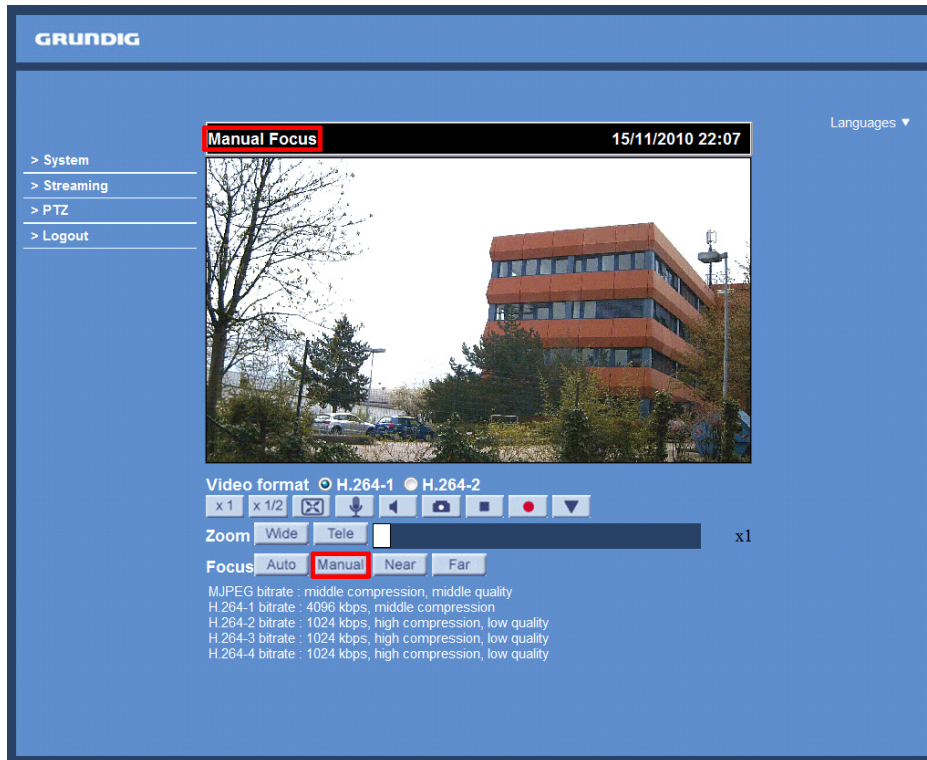 GRUNDIG
Languages ▼
Manual Focus 15/11/2010 22:07
> System
> Streaming
> PTZ
> Logout
Video format H.264-1 H.264-2
x 1 x 1/2
Zoom Wide Tele x1
Focus Auto Manual Near Far
MJPEG bitrate : middle compression, middle quality
H.264-1 bitrate : 4096 kbps, middle compression
H.264-2 bitrate : 1024 kbps, high compression, low quality
H.264-3 bitrate : 1024 kbps, high compression, low quality
H.264-4 bitrate : 1024 kbps, high compression, low quality